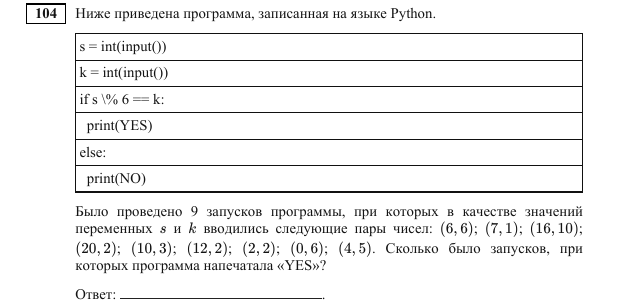 104 Ниже приведена программа, записанная на языке Python.
s = int(input())
k = int(input())
if s \% 6 == k:
print(YES)
else:
print(NO)
Было проведено 9 запусков программы, при которых в качестве значений
переменных s и k вводились следующие пары чисел: (6, 6); (7, 1); (16, 10);
(20, 2); (10, 3); (12, 2); (2, 2); (0, 6); (4, 5). Сколько было запусков, при
которых программа напечатала «YES»?
Ответ: ____________________________.